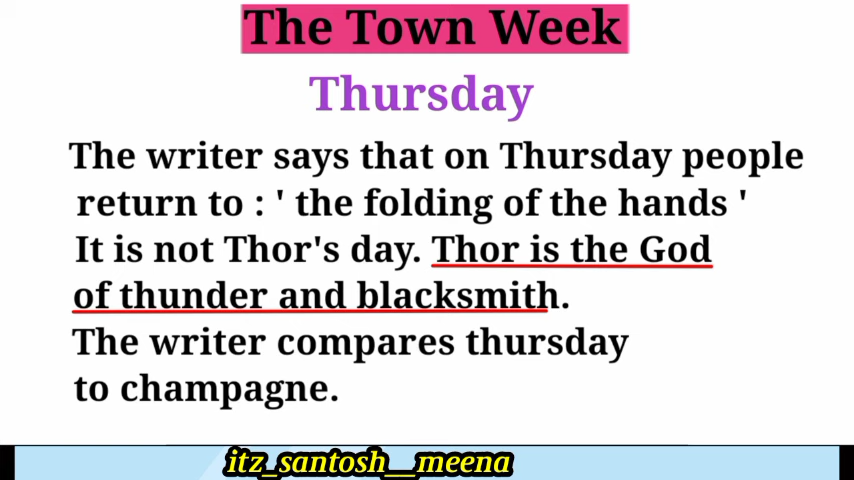 The Town Week
Thursday
The writer says that on Thursday people
return to : ' the folding of the hands '
It is not Thor's day. Thor is the God
of thunder and blacksmith.
The writer compares thursday
to champagne.
itz_santosh__meena